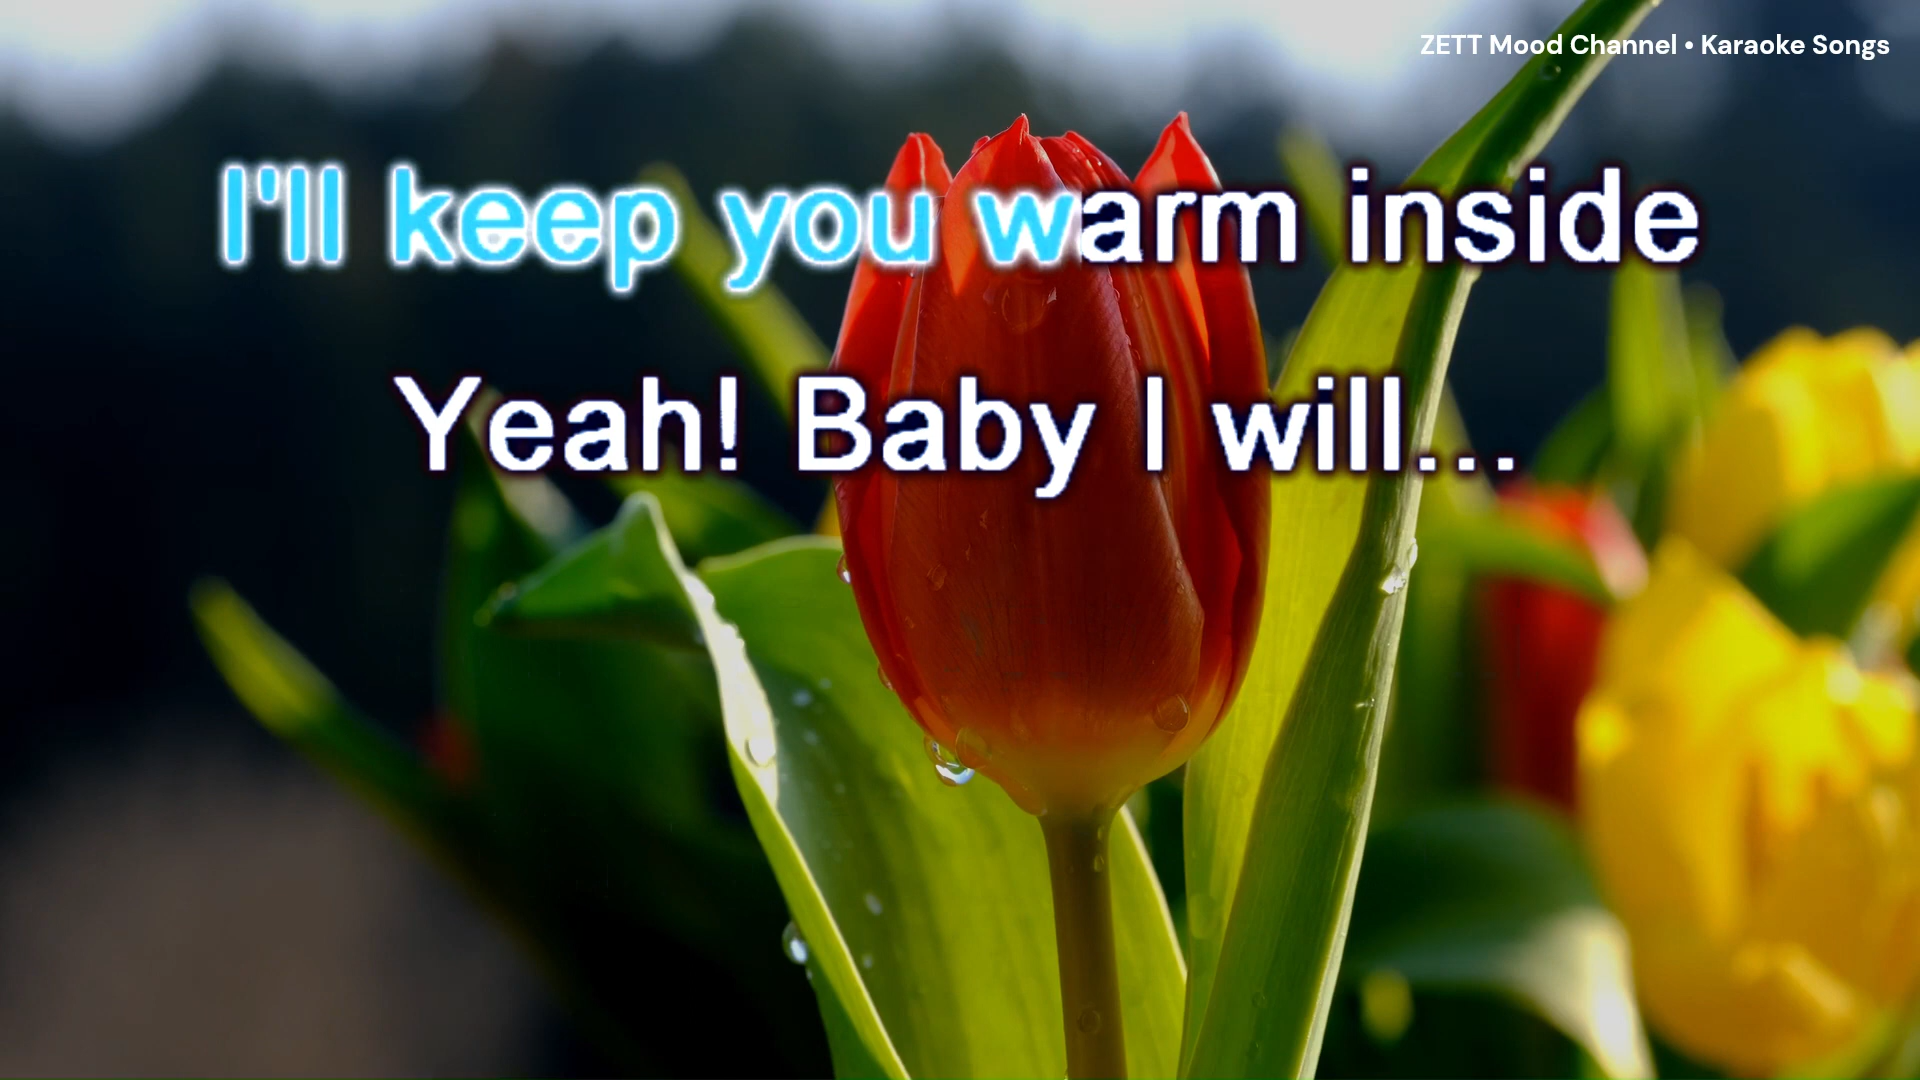 ZETT Mood Channel • Karaoke Songs
I'll keep you warm inside
Yeah! Baby I will...